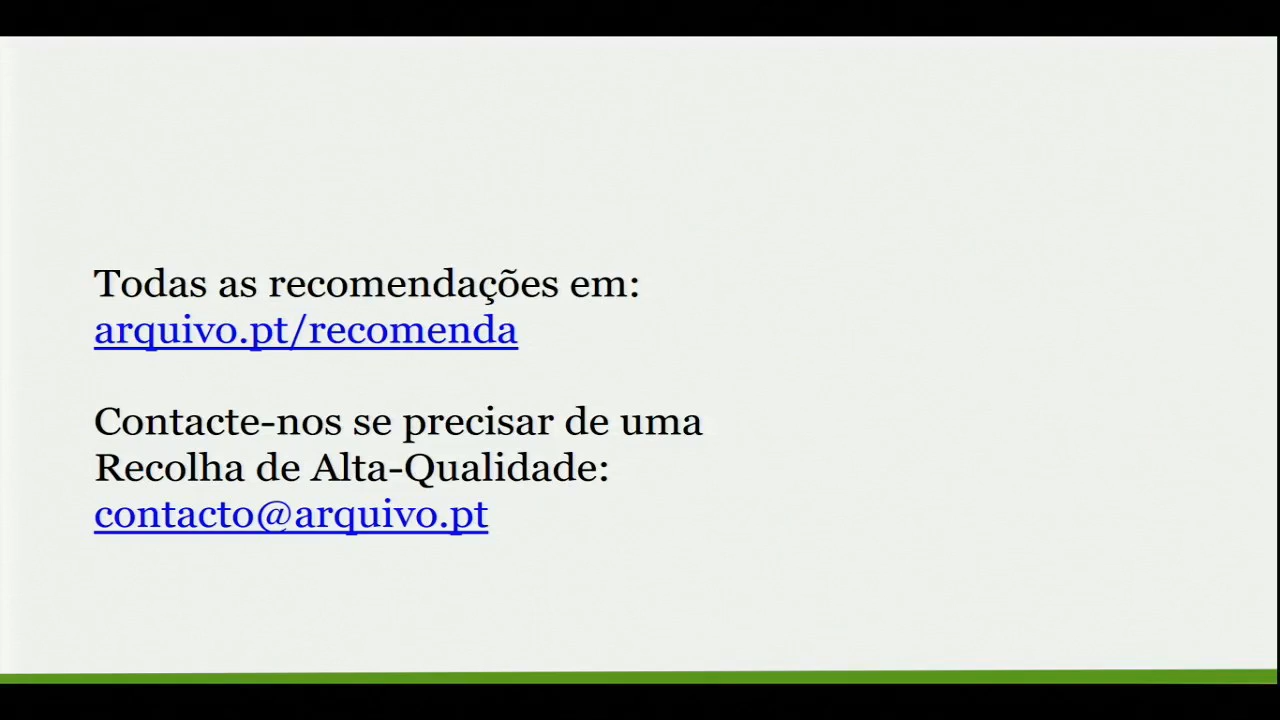 Todas as recomendações em:
arquivo.pt/recomenda
Contacte-nos se precisar de uma
Recolha de Alta-Qualidade:
contacto@arquivo.pt